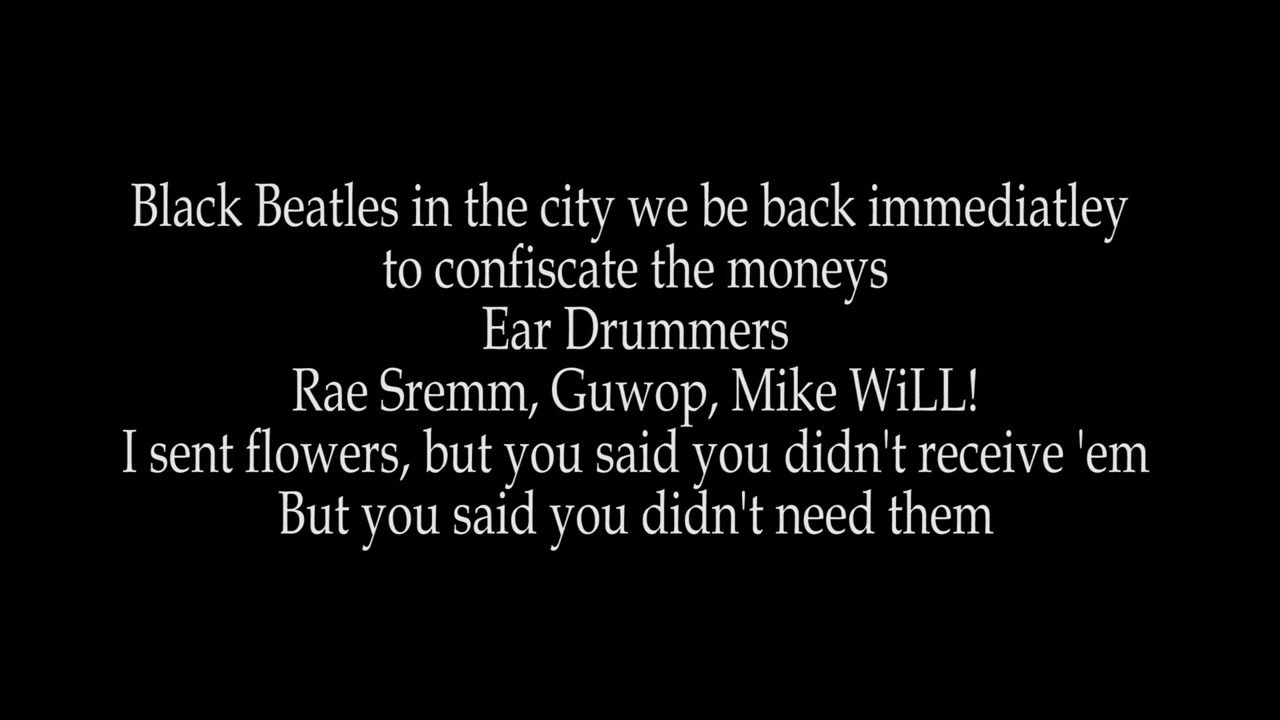 Black Beatles in the city we be back immediatley
to confiscate the moneys
Ear Drummers
Rae Sremm, Guwop, Mike WiLL!
I sent flowers, but you said you didn't receive 'em
But you said you didn't need them